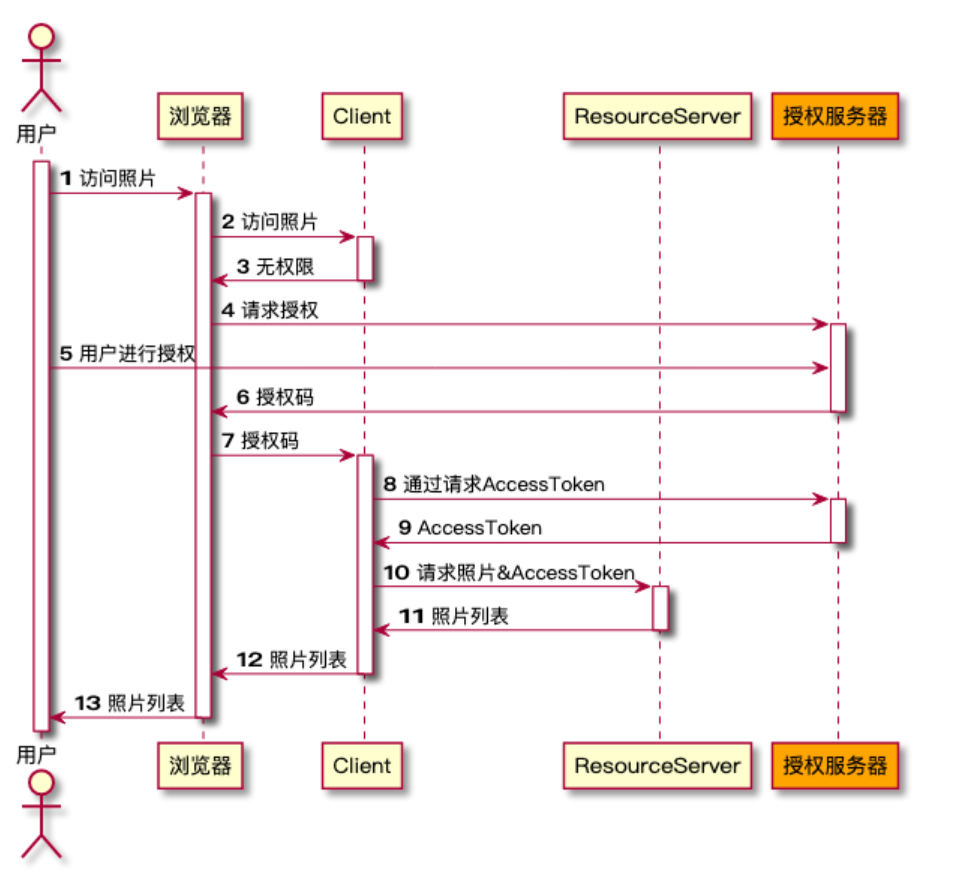 用户
浏览器
Client
ResourceServer
授权服务器
1 访问照片
2 访问照片
3 无权限
4 请求授权
5 用户进行授权
6 授权码
7 授权码
8 通过请求AccessToken
9 AccessToken
10 请求照片&AccessToken
11 照片列表
12 照片列表
13 照片列表
用户
浏览器
Client
ResourceServer
授权服务器